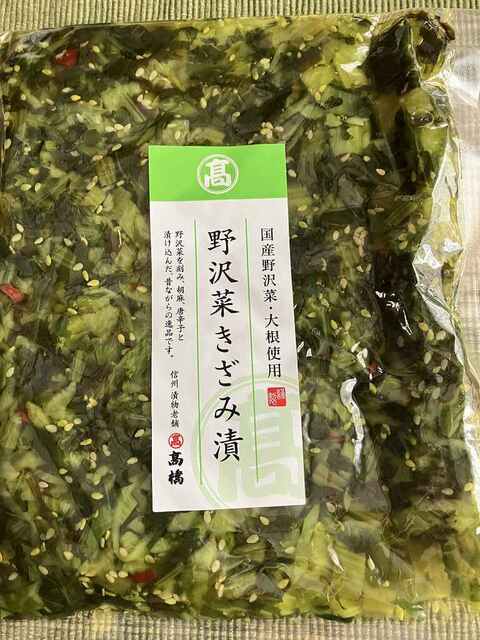 髙
国産野沢菜・大根使用
野沢菜きざみ漬
野沢菜を刻み、胡麻、唐辛子と
漬け込んだ、昔ながらの逸品です。
信州 漬物老舗
髙 髙橋
髙